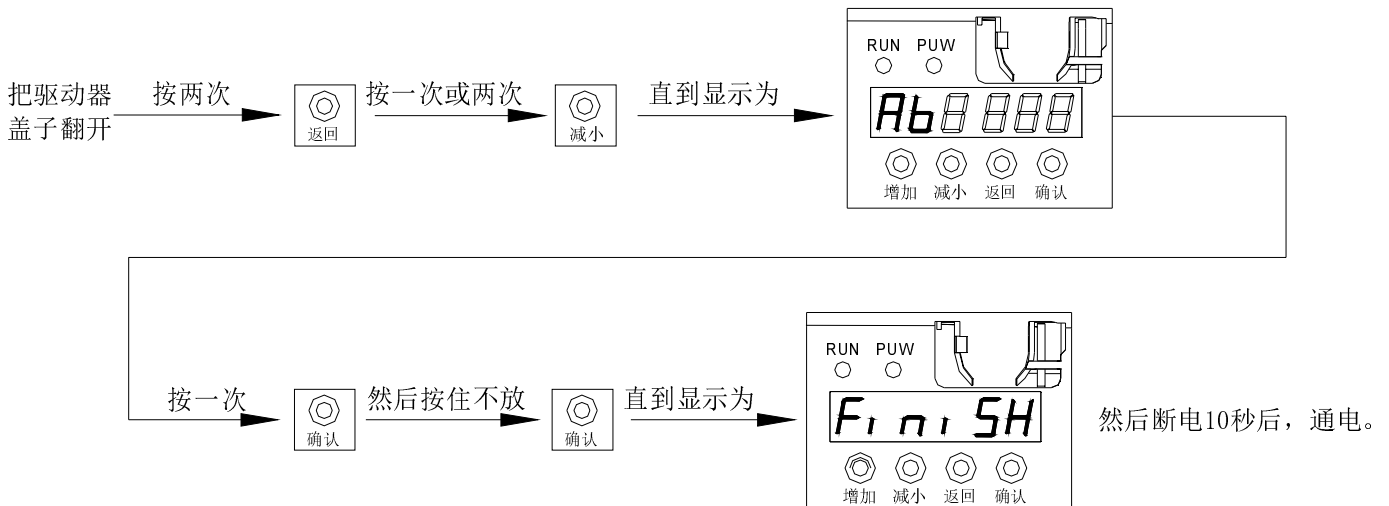 把驱动器
盖子翻开
按两次
返回
按一次或两次
减小
直到显示为
RUN PUW
Ab8888
增加 减小 返回 确认
按一次
确认
然后按住不放
确认
直到显示为
RUN PUW
FiniSH
增加 减小 返回 确认
然后断电10秒后，通电。